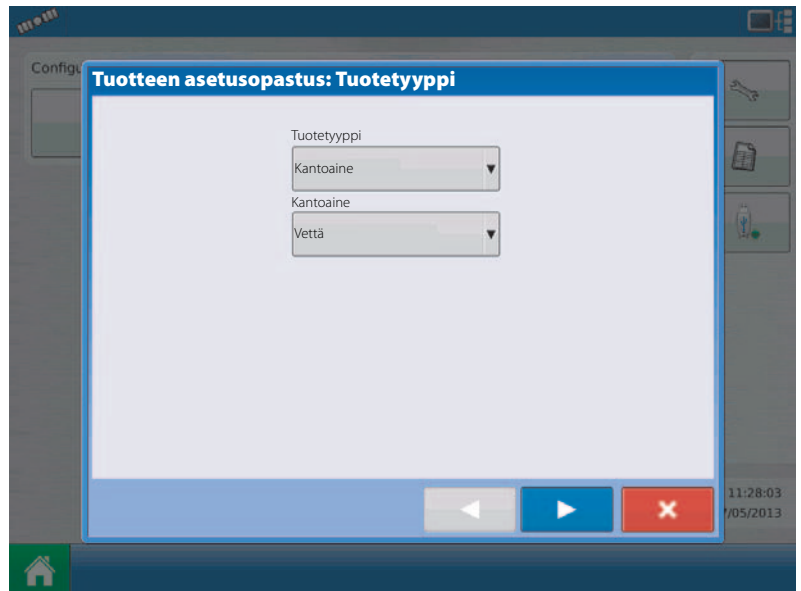 Configu
Tuotteen asetusopastus: Tuotetyyppi
Tuotetyyppi
Kantoaine
Kantoaine
Vettä
11:28:03
/05/2013